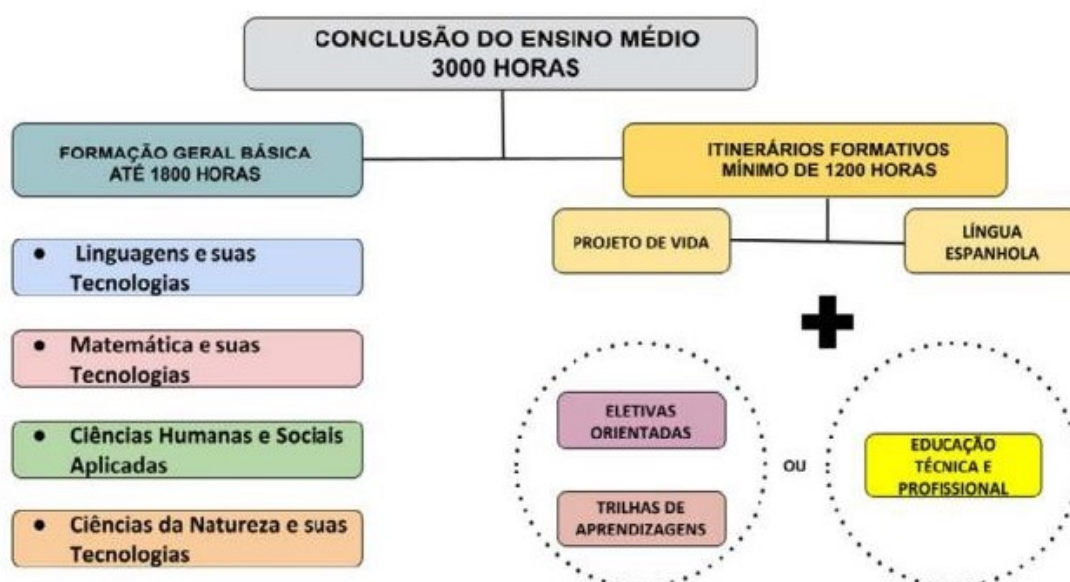 CONCLUSÃO DO ENSINO MÉDIO
3000 HORAS
FORMAÇÃO GERAL BÁSICA
ATÉ 1800 HORAS
• Linguagens e suas
Tecnologias
• Matemática e suas
Tecnologias
• Ciências Humanas e Sociais
Aplicadas
• Ciências da Natureza e suas
Tecnologias
ITINERÁRIOS FORMATIVOS
MÍNIMO DE 1200 HORAS
PROJETO DE VIDA
LÍNGUA
ESPANHOLA
ELETIVAS
ORIENTADAS
TRILHAS DE
APRENDIZAGENS
OU
EDUCAÇÃO
TÉCNICA E
PROFISSIONAL